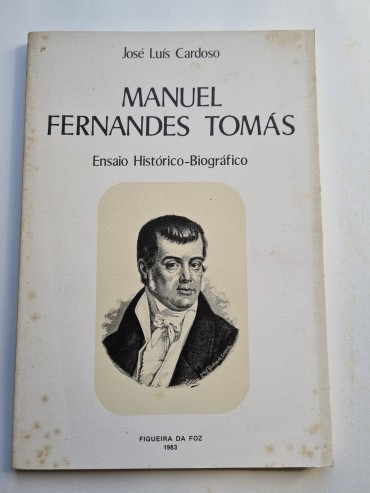 José Luís Cardoso
MANUEL
FERNANDES TOMÁS
Ensaio Histórico-Biográfico
FIGUEIRA DA FOZ
1983